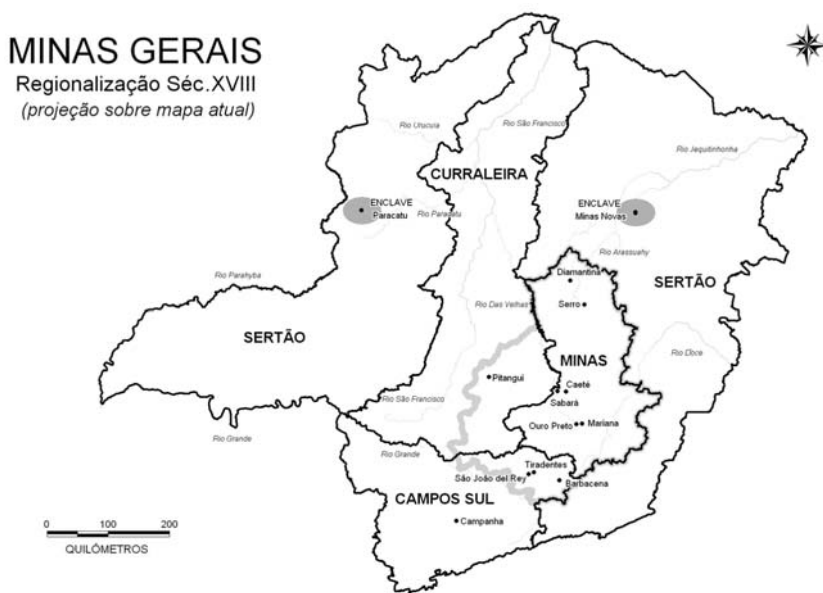 MINAS GERAIS
Regionalização Séc.XVIII
(projeção sobre mapa atual)
Rio Urucuia
Rio São Francisco
Rio Jequitinhonha
CURRALEIRA
ENCLAVE
Paracatu
Rio Paracatu
ENCLAVE
Minas Novas
Rio Arassuahy
Rio Parahyba
Diamantina
SERTÃO
Rio Das Velhas
Serro
SERTÃO
MINAS
Rio Doce
Pitanguí
Caeté
Sabará
Rio São Francisco
Ouro Preto
Mariana
Rio Grande
Rio Grande
Tiradentes
São João del Rey
Barbacena
CAMPOS SUL
Campanha
0 100 200
QUILÔMETROS